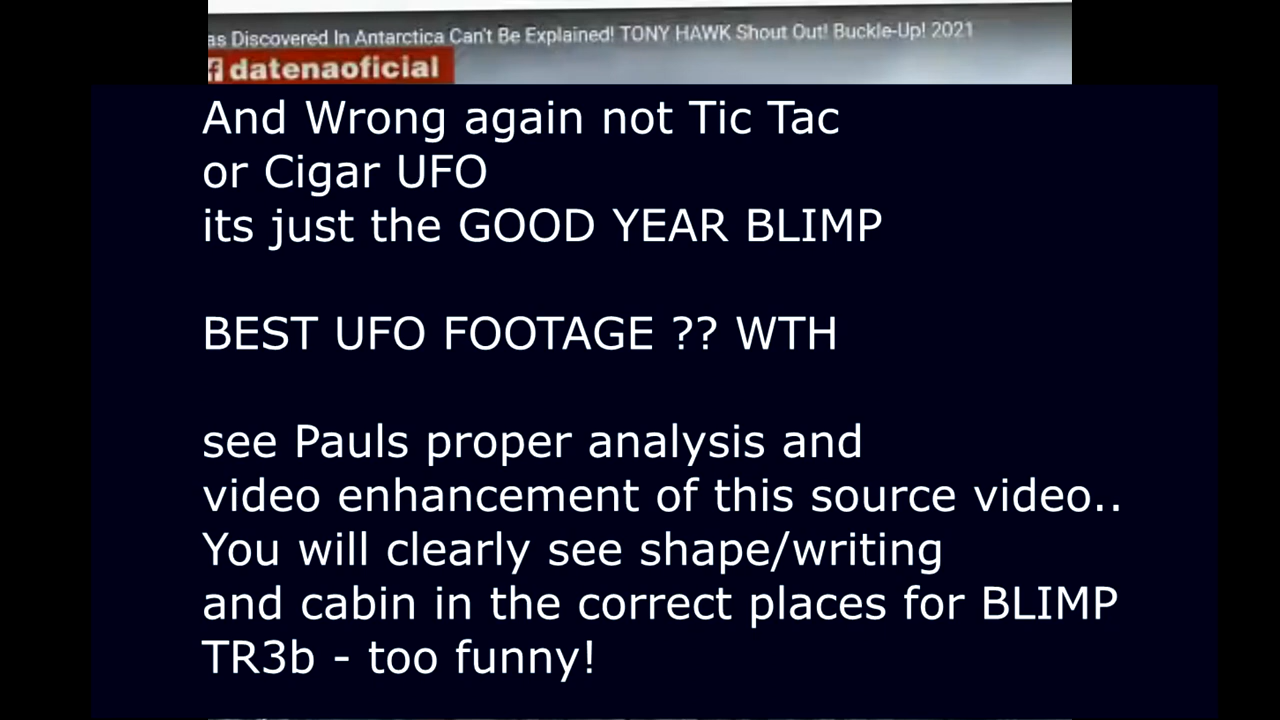 as Discovered In Antarctica Can't Be Explained! TONY HAWK Shout Out! Buckle-Up! 2021
f datenaoficial
And Wrong again not Tic Tac
or Cigar UFO
its just the GOOD YEAR BLIMP
BEST UFO FOOTAGE ?? WTH
see Pauls proper analysis and
video enhancement of this source video..
You will clearly see shape/writing
and cabin in the correct places for BLIMP
TR3b - too funny!